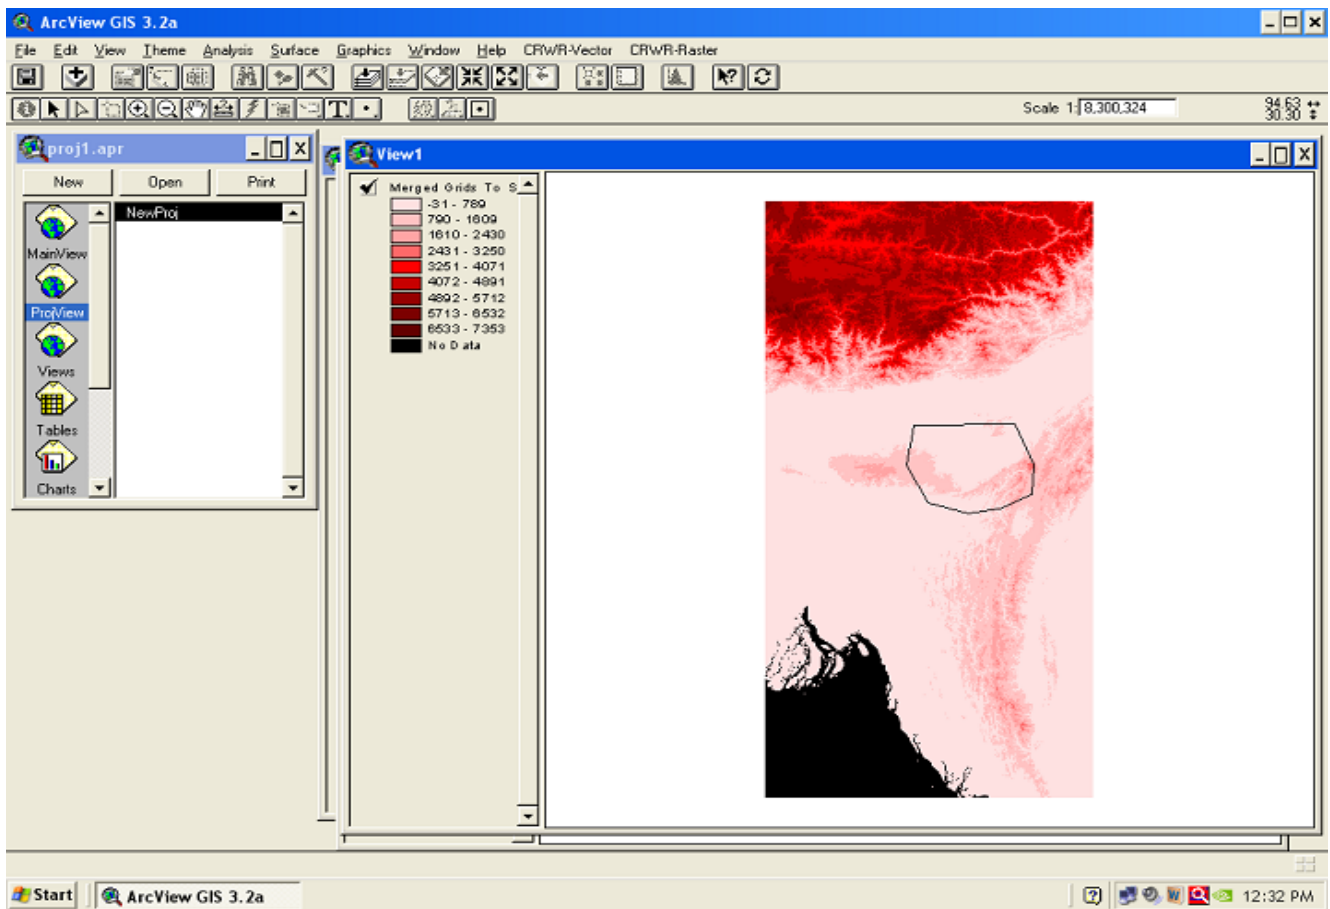 ArcView GIS 3.2a
File Edit View Theme Analysis Surface Graphics Window Help CRWR-Vector CRWR-Raster
Scale 1: 8,300,324
94.63
30.30
proj1.apr
New Open Print
NewProj
MainView
ProjView
Views
Tables
Charts
View1
Merged Grids To S
-31 - 789
790 - 1609
1610 - 2430
2431 - 3250
3251 - 4071
4072 - 4891
4892 - 5712
5713 - 6532
6533 - 7353
No Data
Start ArcView GIS 3.2a 12:32 PM